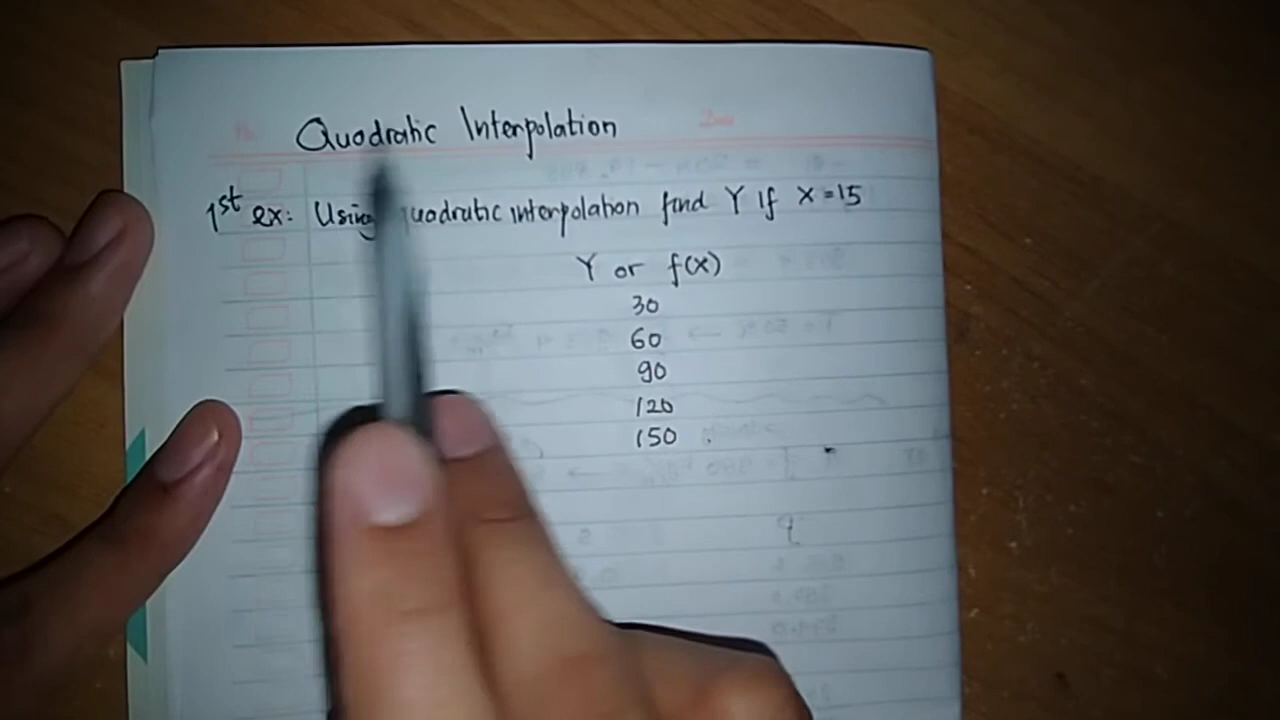 Quadratic Interpolation
1st ex: Using quadratic interpolation find Y If X = 15
Y or f(x)
30
60
90
120
150